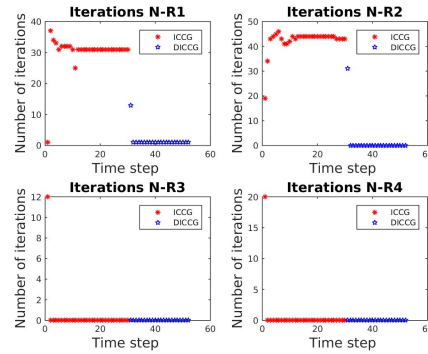 Iterations N-R1
Number of iterations
40
30
20
10
0
0
20
40
60
Time step
ICCG
DICCG
Iterations N-R2
Number of iterations
50
40
30
20
10
0
0
20
40
60
Time step
ICCG
DICCG
Iterations N-R3
Number of iterations
12
10
8
6
4
2
0
0
20
40
60
Time step
ICCG
DICCG
Iterations N-R4
Number of iterations
20
15
10
5
0
0
20
40
6
Time step
ICCG
DICCG